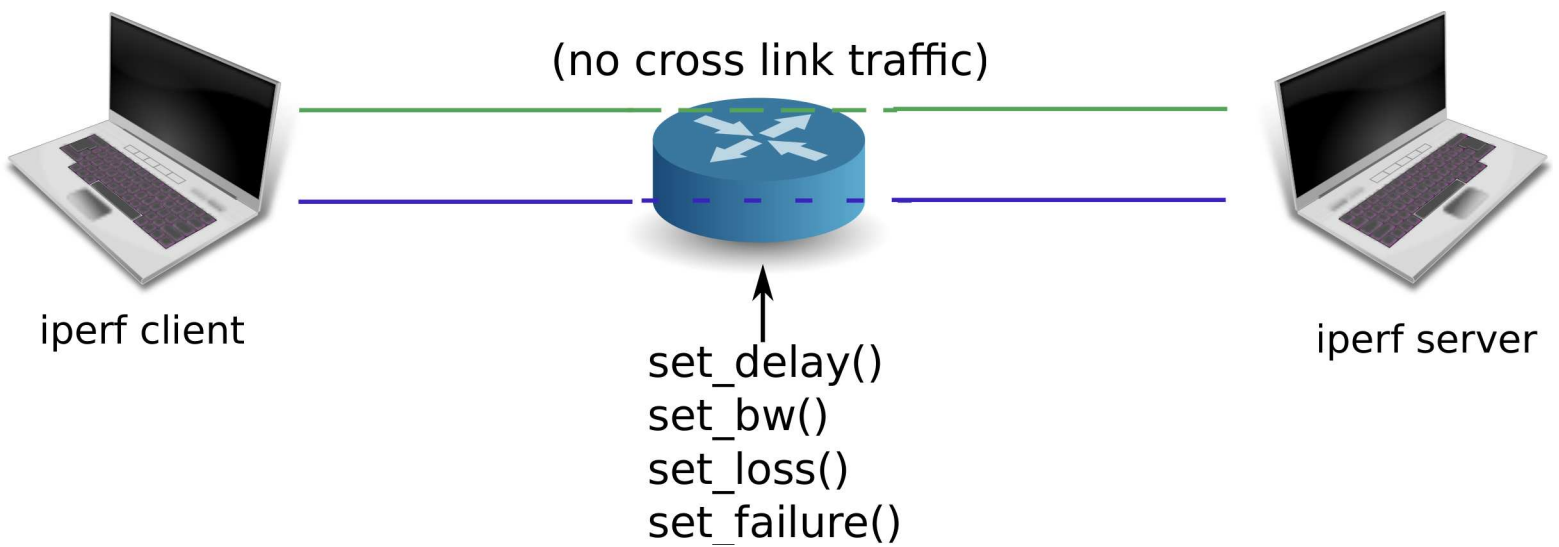 (no cross link traffic)
iperf client
iperf server
set_delay()
set_bw()
set_loss()
set_failure()